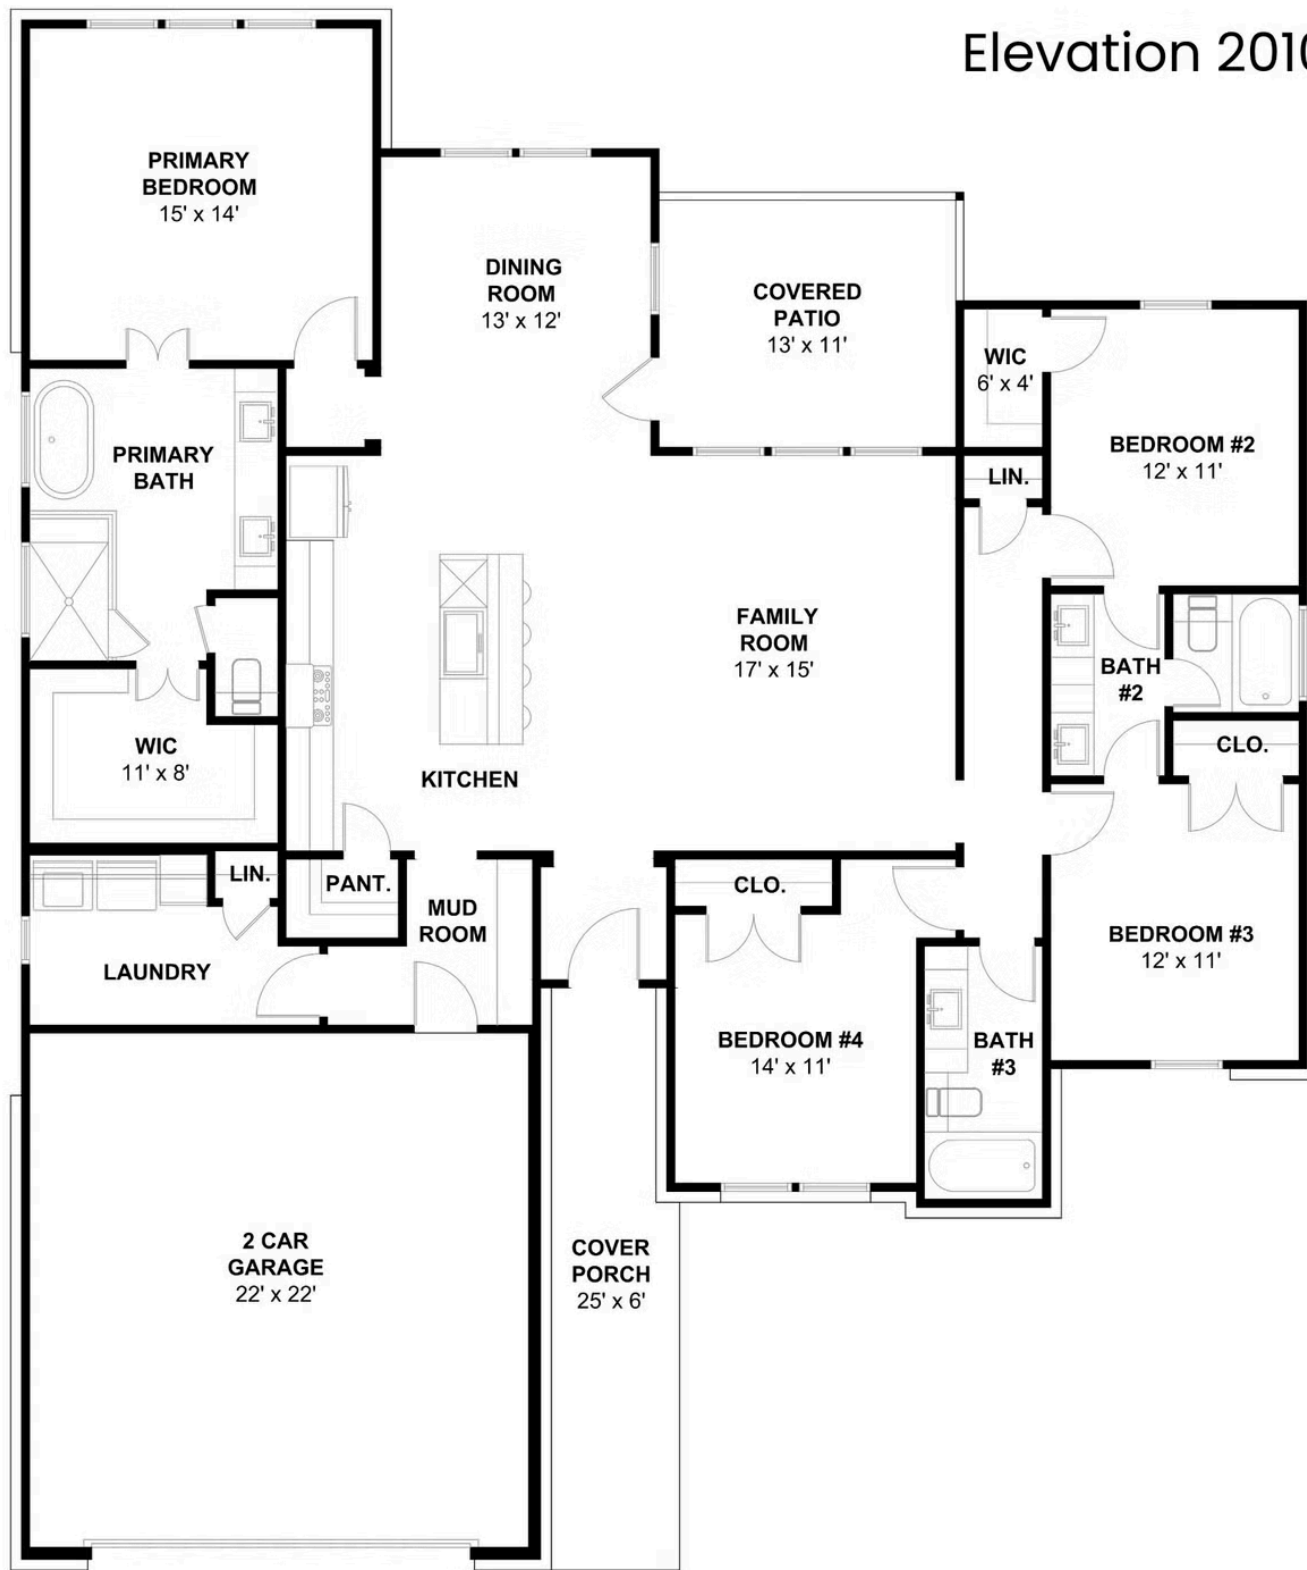 Elevation 2010
PRIMARY
BEDROOM
15' x 14'
DINING
ROOM
13' x 12'
COVERED
PATIO
13' x 11'
WIC
6' x 4'
BEDROOM #2
12' x 11'
PRIMARY
BATH
LIN.
FAMILY
ROOM
17' x 15'
BATH
#2
WIC
11' x 8'
KITCHEN
CLO.
LIN.
PANT.
MUD
ROOM
CLO.
LAUNDRY
BEDROOM #3
12' x 11'
BEDROOM #4
14' x 11'
BATH
#3
2 CAR
GARAGE
22' x 22'
COVER
PORCH
25' x 6'